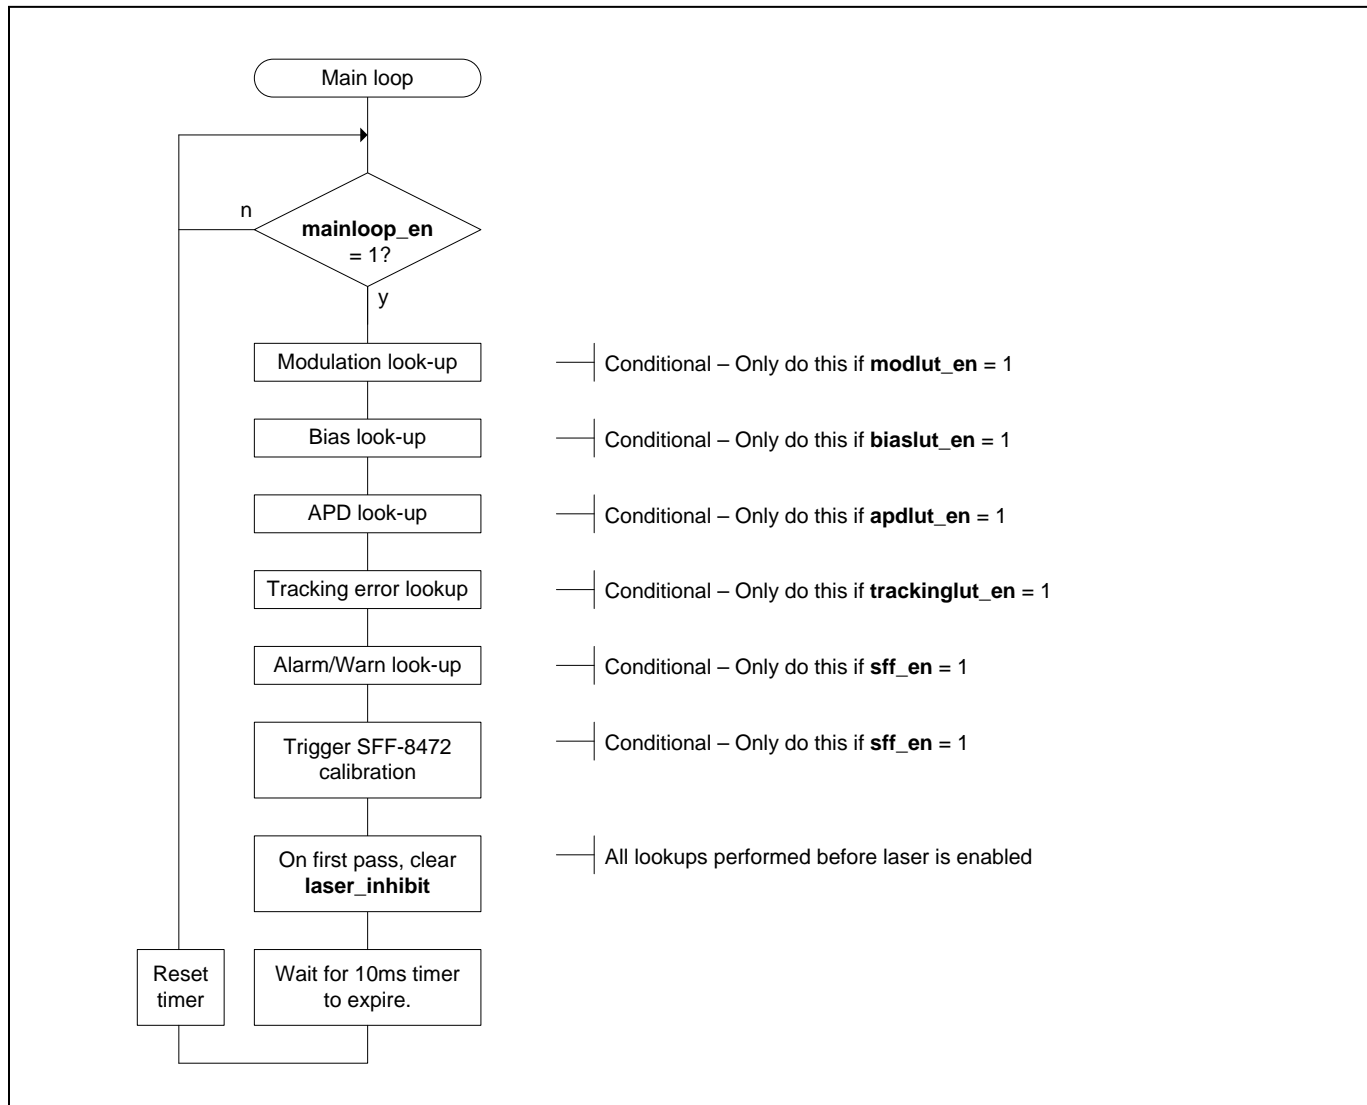 Main loop
n
mainloop_en
= 1?
y
Modulation look-up
Conditional – Only do this if modlut_en = 1
Bias look-up
Conditional – Only do this if biaslut_en = 1
APD look-up
Conditional – Only do this if apdlut_en = 1
Tracking error lookup
Conditional – Only do this if trackinglut_en = 1
Alarm/Warn look-up
Conditional – Only do this if sff_en = 1
Trigger SFF-8472
calibration
Conditional – Only do this if sff_en = 1
On first pass, clear
laser_inhibit
All lookups performed before laser is enabled
Reset
timer
Wait for 10ms timer
to expire.